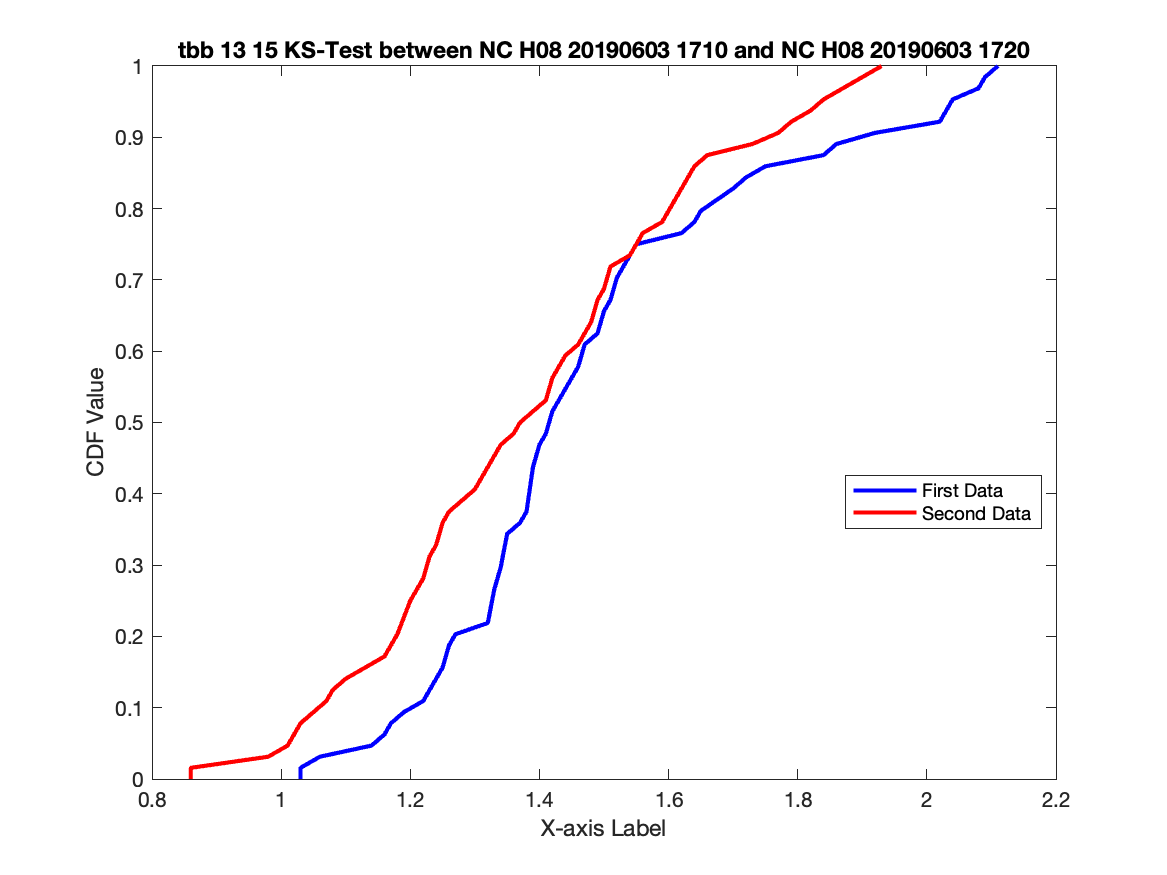 tbb 13 15 KS-Test between NC H08 20190603 1710 and NC H08 20190603 1720
1
0.9
0.8
0.7
0.6
0.5
0.4
0.3
0.2
0.1
0
CDF Value
First Data
Second Data
0.8 1 1.2 1.4 1.6 1.8 2 2.2
X-axis Label